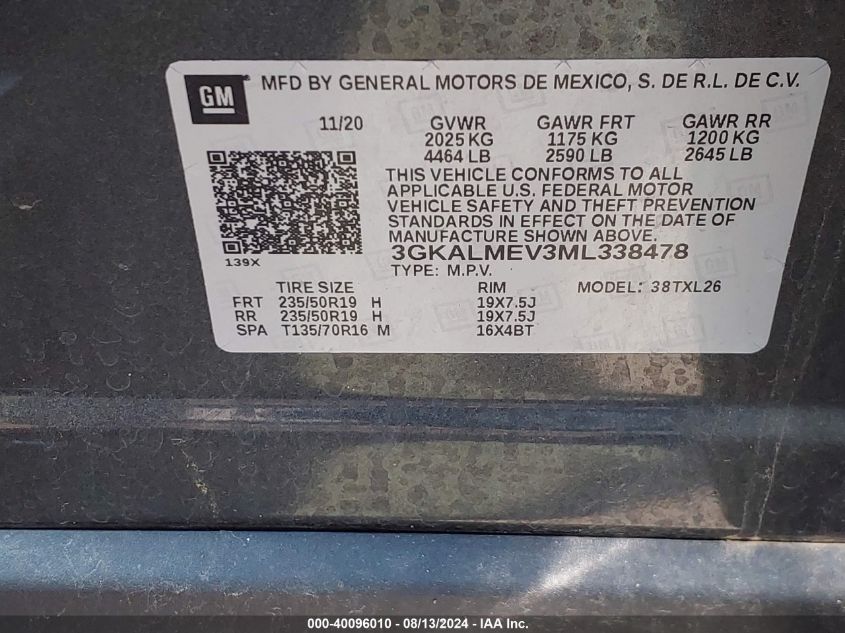 GM
® MFD BY GENERAL MOTORS DE MEXICO, S. DE R.L. DE C.V.
11/20 GVWR GAWR FRT GAWR RR
2025 KG 1175 KG 1200 KG
4464 LB 2590 LB 2645 LB
THIS VEHICLE CONFORMS TO ALL
APPLICABLE U.S. FEDERAL MOTOR
VEHICLE SAFETY AND THEFT PREVENTION
STANDARDS IN EFFECT ON THE DATE OF
MANUFACTURE SHOWN ABOVE.
139X
3GKALMEV3ML338478
TYPE: M.P.V.
TIRE SIZE RIM MODEL: 38TXL26
FRT 235/50R19 H 19X7.5J
RR 235/50R19 H 19X7.5J
SPA T135/70R16 M 16X4BT
000-40096010 - 08/13/2024 - IAA Inc.